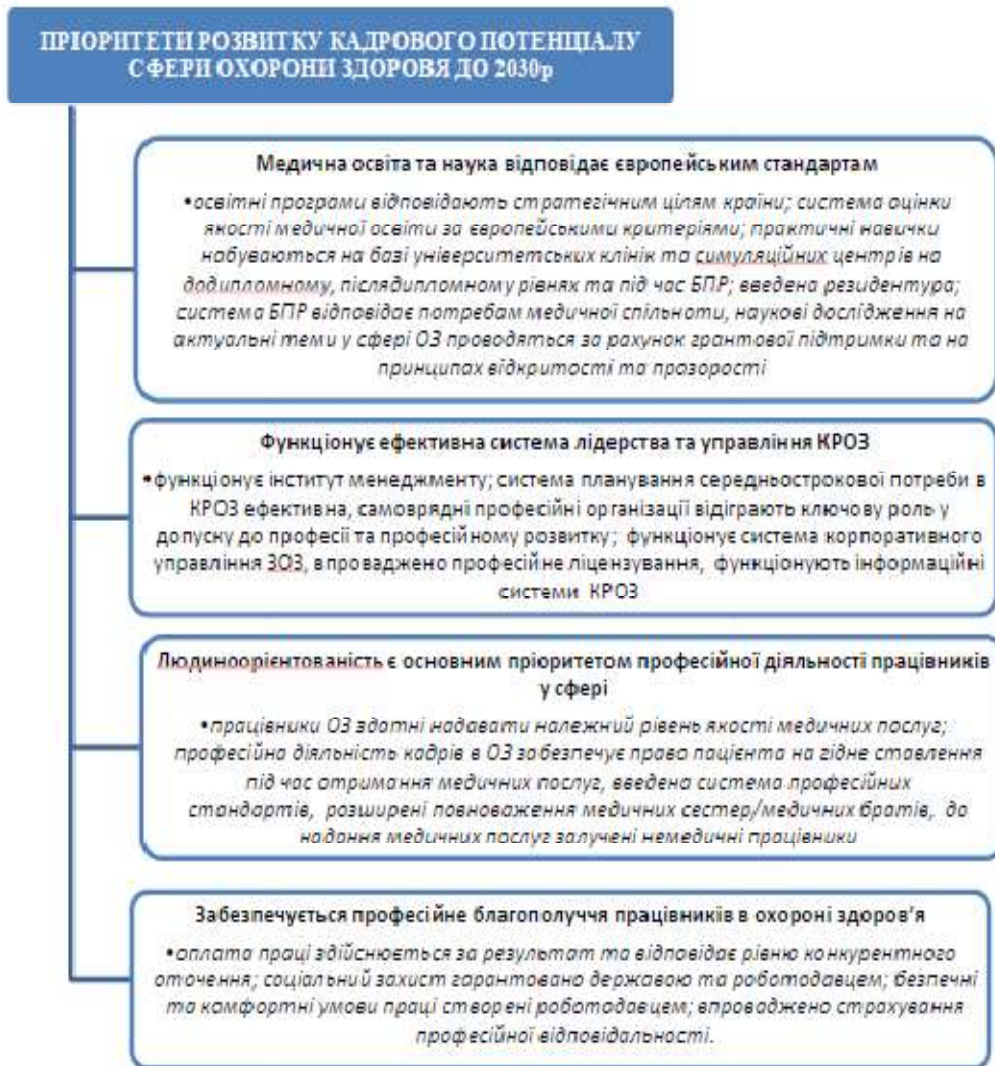 ПРІОРИТЕТИ РОЗВИТКУ КАДРОВОГО ПОТЕНЦІАЛУ
СФЕРИ ОХОРОНИ ЗДОРОВЯ ДО 2030р
Медична освіта та наука відповідає європейським стандартам
•освітні програми відповідають стратегічним цілям країни; система оцінки
якості медичної освіти за європейськими критеріями; практичні навички
набуваються на базі університетських клінік та симуляційних центрів на
додипломному, післядипломному рівнях та під час БПР; введена резидентура;
система БПР відповідає потребам медичної спільноти, наукові дослідження на
актуальні теми у сфері ОЗ проводяться за рахунок грантової підтримки та на
принципах відкритості та прозорості
Функціонує ефективна система лідерства та управління КРОЗ
•функціонує інститут менеджменту; система планування середньострокової потреби в
КРОЗ ефективна, самоврядні професійні організації відіграють ключову роль у
допуску до професії та професійному розвитку; функціонує система корпоративного
управління ЗОЗ, впроваджено професійне ліцензування, функціонують інформаційні
системи КРОЗ
Людиноорієнтованість є основним пріоритетом професійної діяльності працівників
у сфері
•працівники ОЗ здатні надавати належний рівень якості медичних послуг;
професійна діяльність кадрів в ОЗ забезпечує права пацієнта на гідне ставлення
під час отримання медичних послуг, введена система професійних
стандартів, розширені повноваження медичних сестер/медичних братів, до
надання медичних послуг залучені немедичні працівники
Забезпечується професійне благополуччя працівників в охороні здоров'я
•оплата праці здійснюється за результат та відповідає рівню конкурентного
оточення; соціальний захист гарантовано державою та роботодавцем; безпечні
та комфортні умови праці створені роботодавцем; впроваджено страхування
професійної відповідальності.